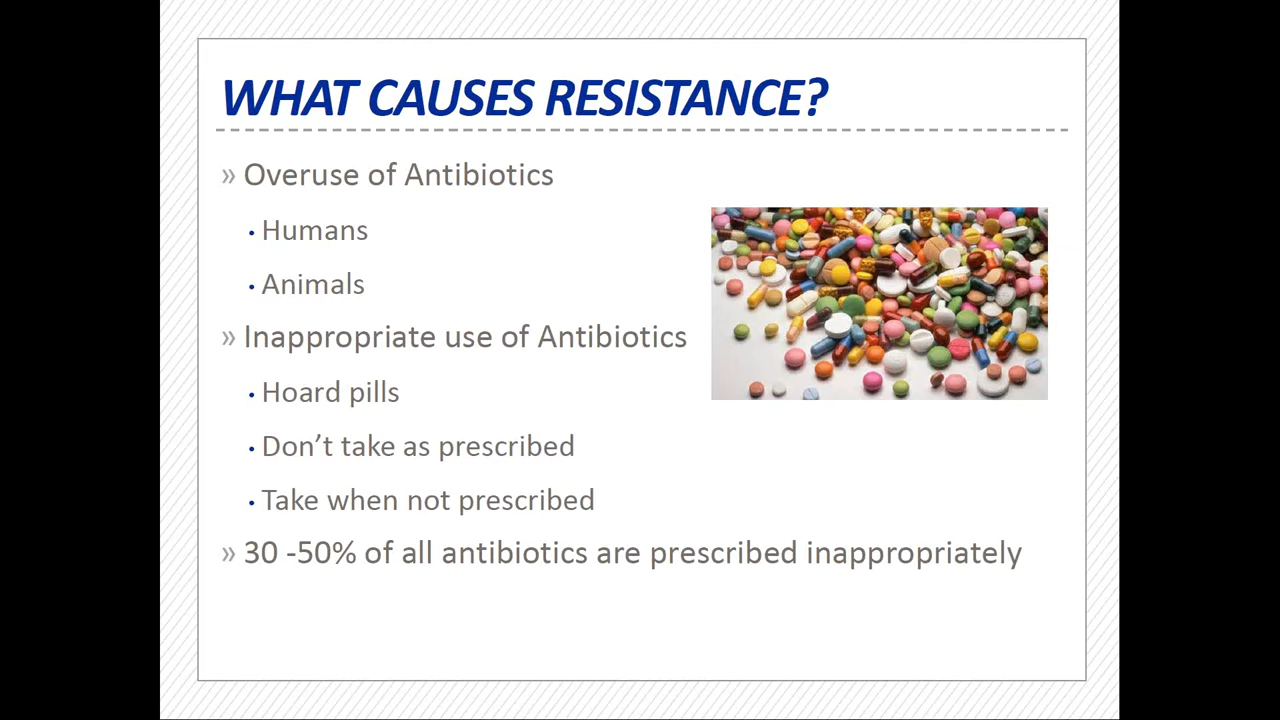 WHAT CAUSES RESISTANCE?
» Overuse of Antibiotics
• Humans
• Animals
» Inappropriate use of Antibiotics
• Hoard pills
• Don’t take as prescribed
• Take when not prescribed
» 30 -50% of all antibiotics are prescribed inappropriately